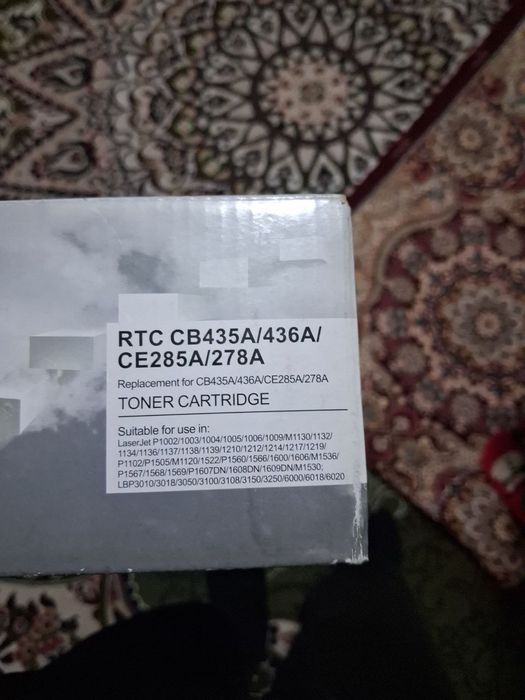 RTC CB435A/436A/
CE285A/278A
Replacement for CB435A/436A/CE285A/278A
TONER CARTRIDGE
Suitable for use in:
LaserJet P1002/1003/1004/1005/1006/1009/M1130/1132/
1134/1136/1137/1138/1139/1210/1212/1214/1217/1219/
P1102/P1505/M1120/1522/P1560/1566/1600/1606/M1536/
P1567/1568/1569/P1607DN/1608DN/1609DN/M1530;
LBP3010/3018/3050/3100/3108/3150/3250/6000/6018/6020